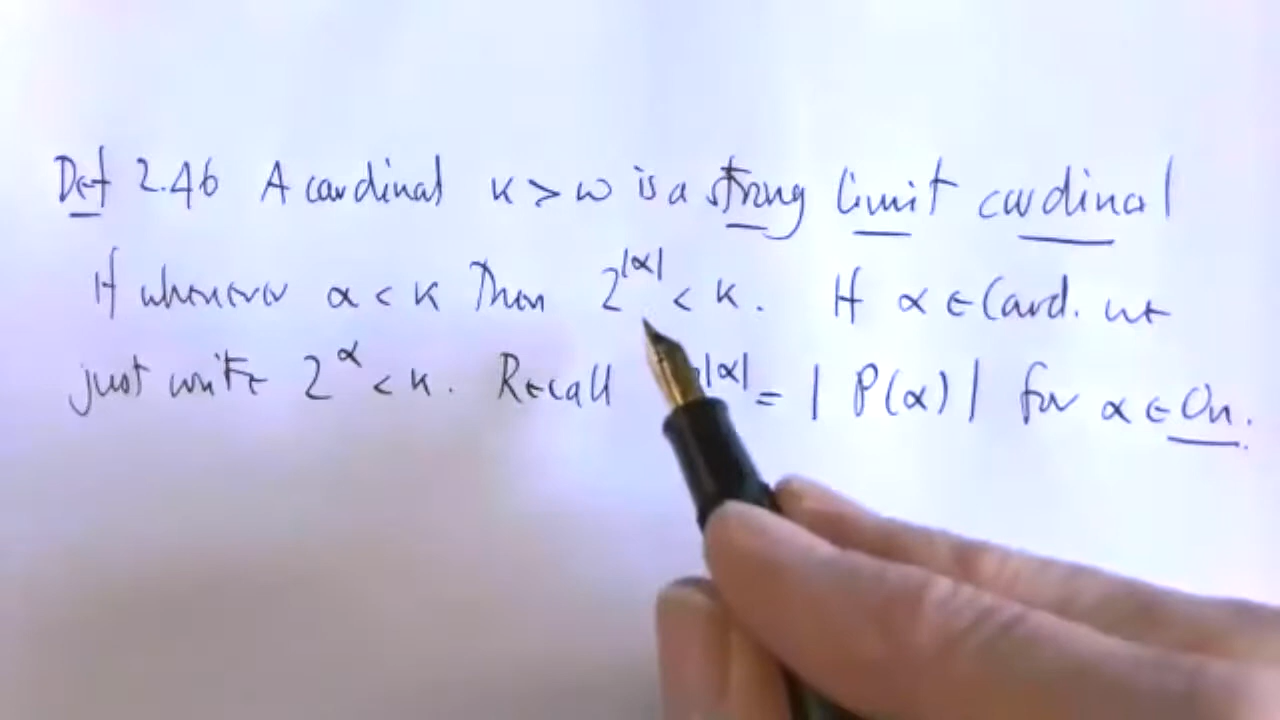 Def 2.46 A cardinal κ > ω is a strong limit cardinal
If whenever α < κ Then 2^|α| < κ. If α ∈ Card. we
just write 2^α < κ. Recall |α| = | P(α) | for α ∈ On.